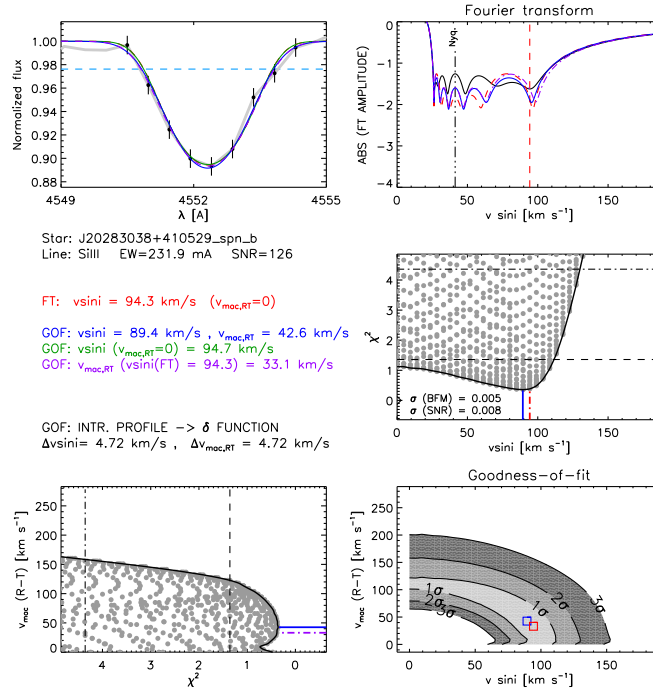 Fourier transform
Normalized flux
1.00
0.98
0.96
0.94
0.92
0.90
0.88
4549
4552
4555
λ [A]
ABS (FT AMPLITUDE)
0
-1
-2
-3
-4
Nyq.
0
50
100
150
v sini [km s⁻¹]
Star: J20283038+410529_spn_b
Line: SiIII EW=231.9 mA SNR=126
FT: vsini = 94.3 km/s (vmac,RT=0)
GOF: vsini = 89.4 km/s , vmac,RT = 42.6 km/s
GOF: vsini (vmac,RT=0) = 94.7 km/s
GOF: vmac,RT (vsini(FT) = 94.3) = 33.1 km/s
GOF: INTR. PROFILE -> δ FUNCTION
Δvsini= 4.72 km/s , Δvmac,RT = 4.72 km/s
χ²
4
3
2
1
0
σ (BFM) = 0.005
σ (SNR) = 0.008
0
50
100
150
vsini [km s⁻¹]
vmac (R-T) [km s⁻¹]
250
200
150
100
50
0
4
3
2
1
0
χ²
Goodness-of-fit
vmac (R-T) [km s⁻¹]
250
200
150
100
50
0
1σ
2σ
3σ
1σ
2σ
3σ
0
50
100
150
v sini [km s⁻¹]